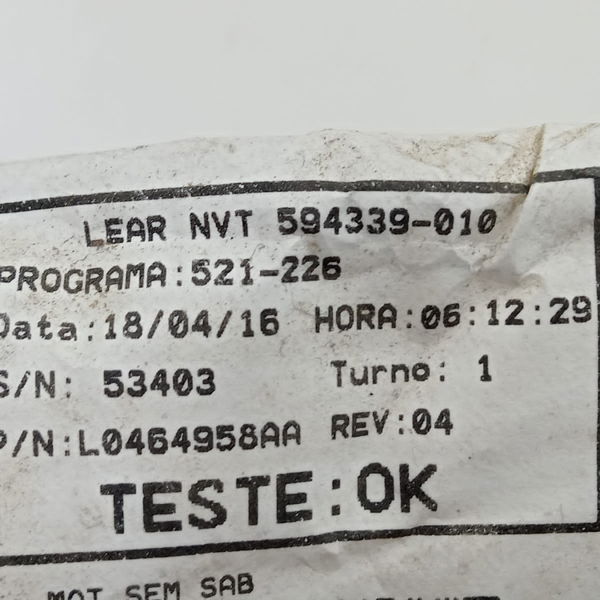 LEAR NVT 594339-010
PROGRAMA:521-226
Data:18/04/16 HORA:06:12:29
S/N: 53403 Turno: 1
P/N:L0464958AA REV:04
TESTE:OK
MOT SEM SAB